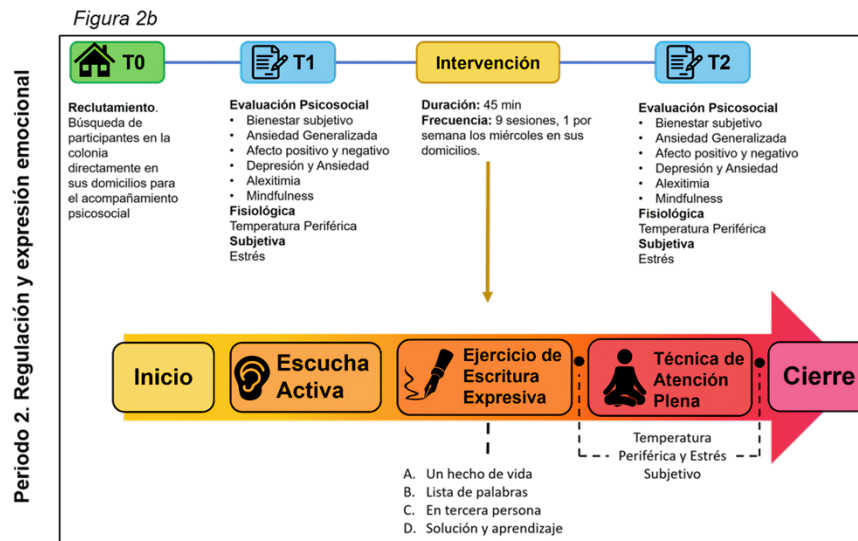 Figura 2b
Periodo 2. Regulación y expresión emocional
T0
T1
Intervención
T2
Reclutamiento.
Búsqueda de
participantes en la
colonia
directamente en
sus domicilios para
el acompañamiento
psicosocial
Evaluación Psicosocial
• Bienestar subjetivo
• Ansiedad Generalizada
• Afecto positivo y negativo
• Depresión y Ansiedad
• Alexitimia
• Mindfulness
Fisiológica
Temperatura Periférica
Subjetiva
Estrés
Duración: 45 min
Frecuencia: 9 sesiones, 1 por
semana los miércoles en sus
domicilios.
Evaluación Psicosocial
• Bienestar subjetivo
• Ansiedad Generalizada
• Afecto positivo y negativo
• Depresión y Ansiedad
• Alexitimia
• Mindfulness
Fisiológica
Temperatura Periférica
Subjetiva
Estrés
Inicio
Escucha
Activa
Ejercicio de
Escritura
Expresiva
Técnica de
Atención
Plena
Cierre
Temperatura
Periférica y Estrés
Subjetivo
A. Un hecho de vida
B. Lista de palabras
C. En tercera persona
D. Solución y aprendizaje